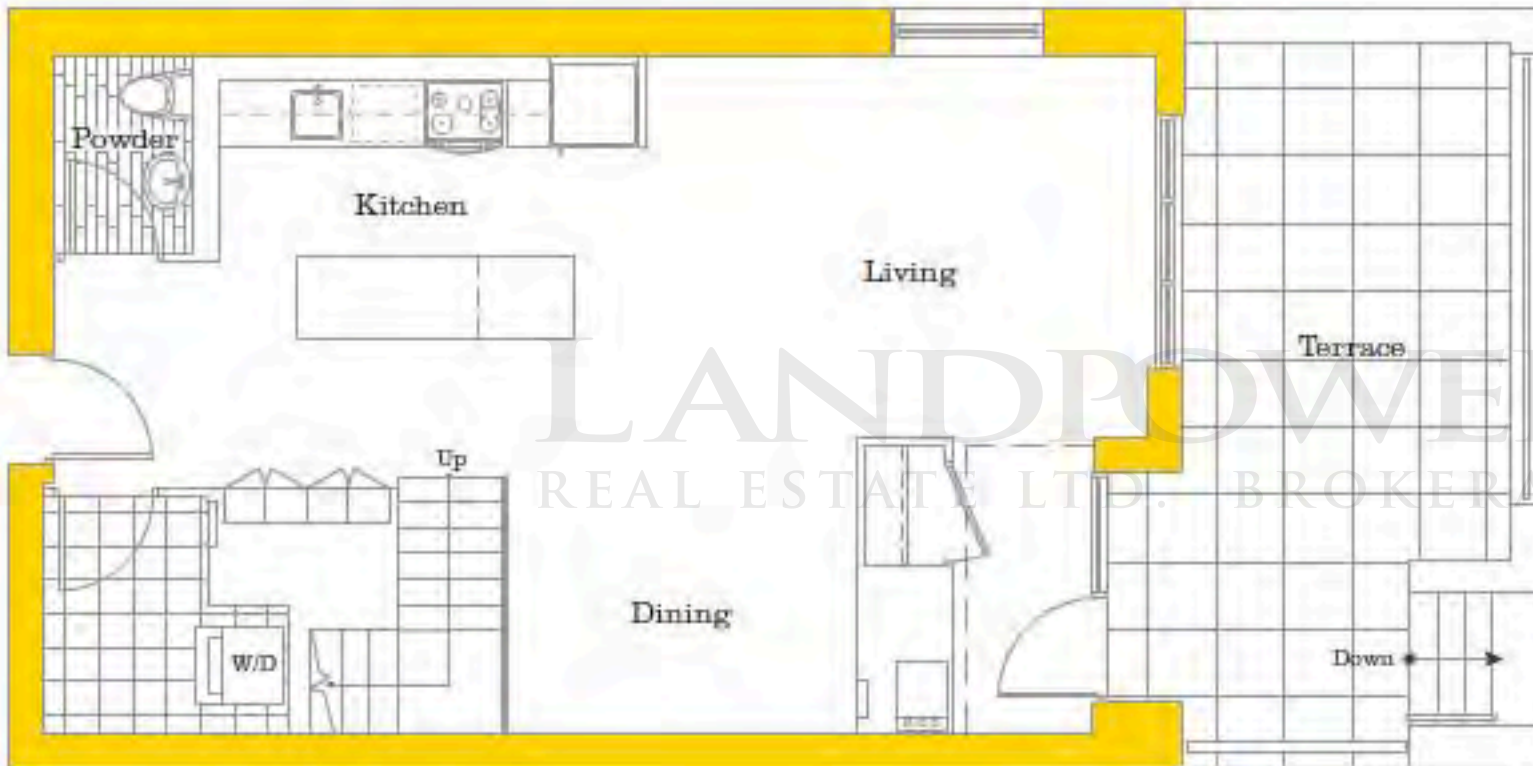 Powder
Kitchen
Living
Terrace
LANDPOWE
Up
REAL ESTATE LTD. BROKER
Dining
W/D
Down